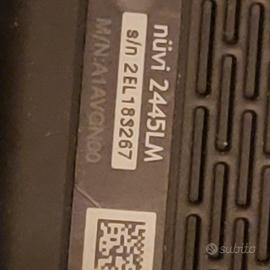 nüvi 2445LM
s/n 2EL183267
M/N:A1AVGN00
subito